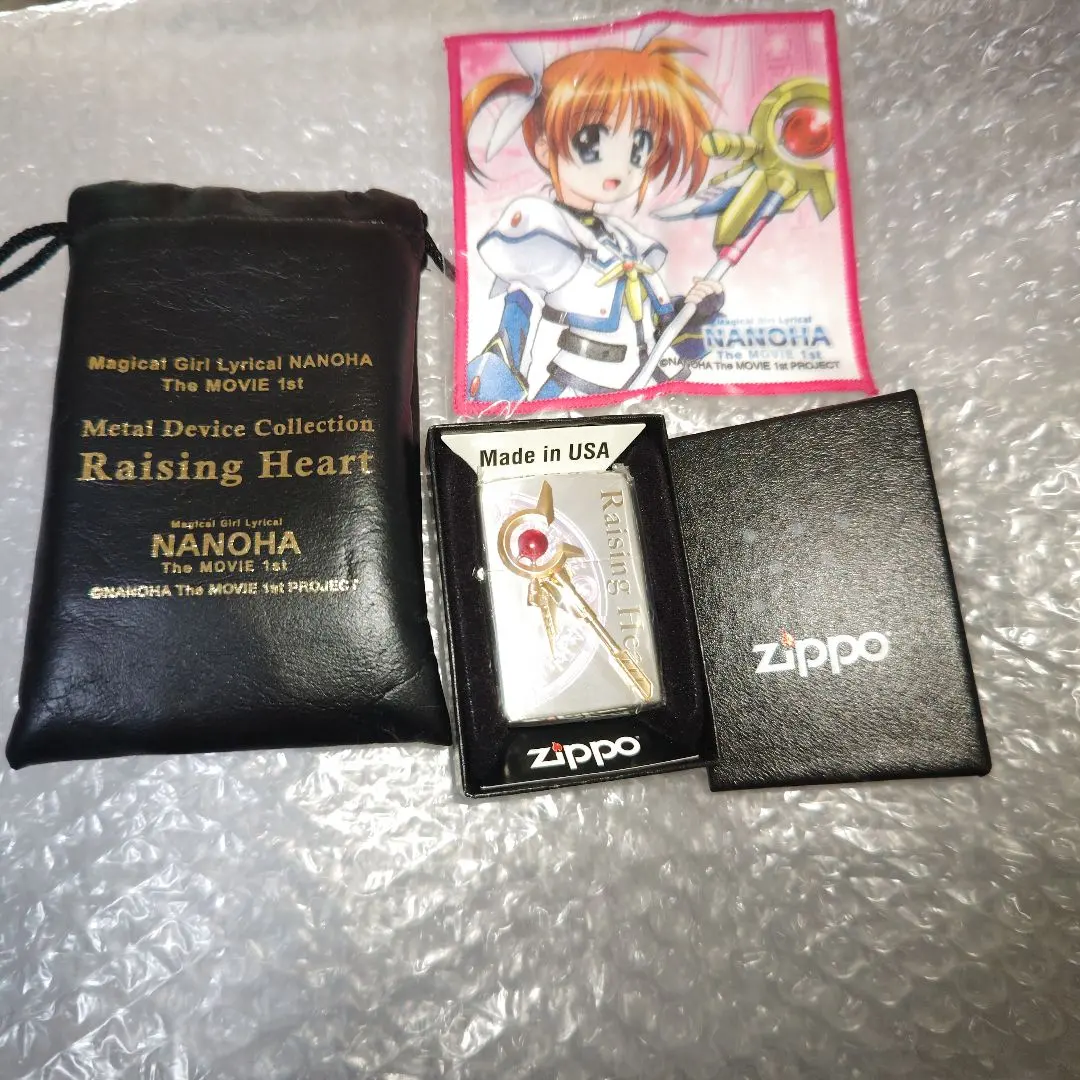 Magical Girl Lyrical NANOHA
The MOVIE 1st
Metal Device Collection
Raising Heart
Magical Girl Lyrical
NANOHA
The MOVIE 1st
©NANOHA The MOVIE 1st PROJECT
Magical Girl Lyrical
NANOHA
The MOVIE 1st
©NANOHA The MOVIE 1st PROJECT
Made in USA
Raising He
zippo
zippo